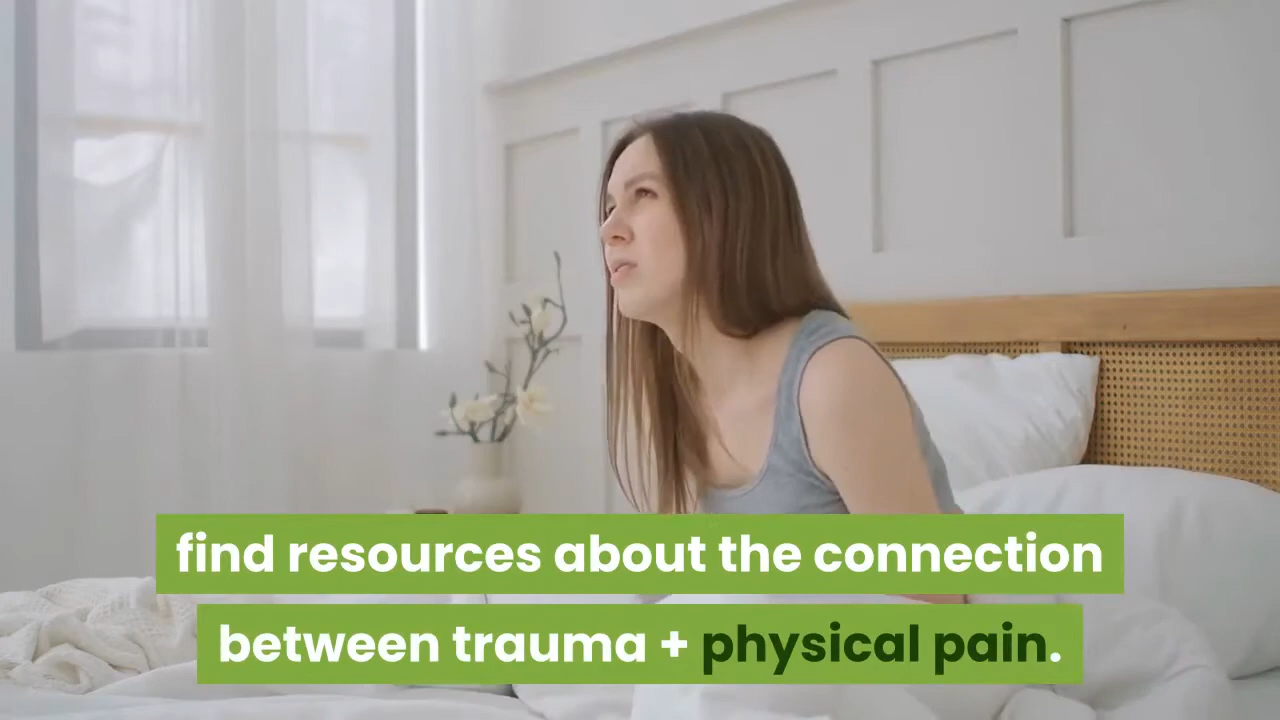 find resources about the connection
between trauma + physical pain.